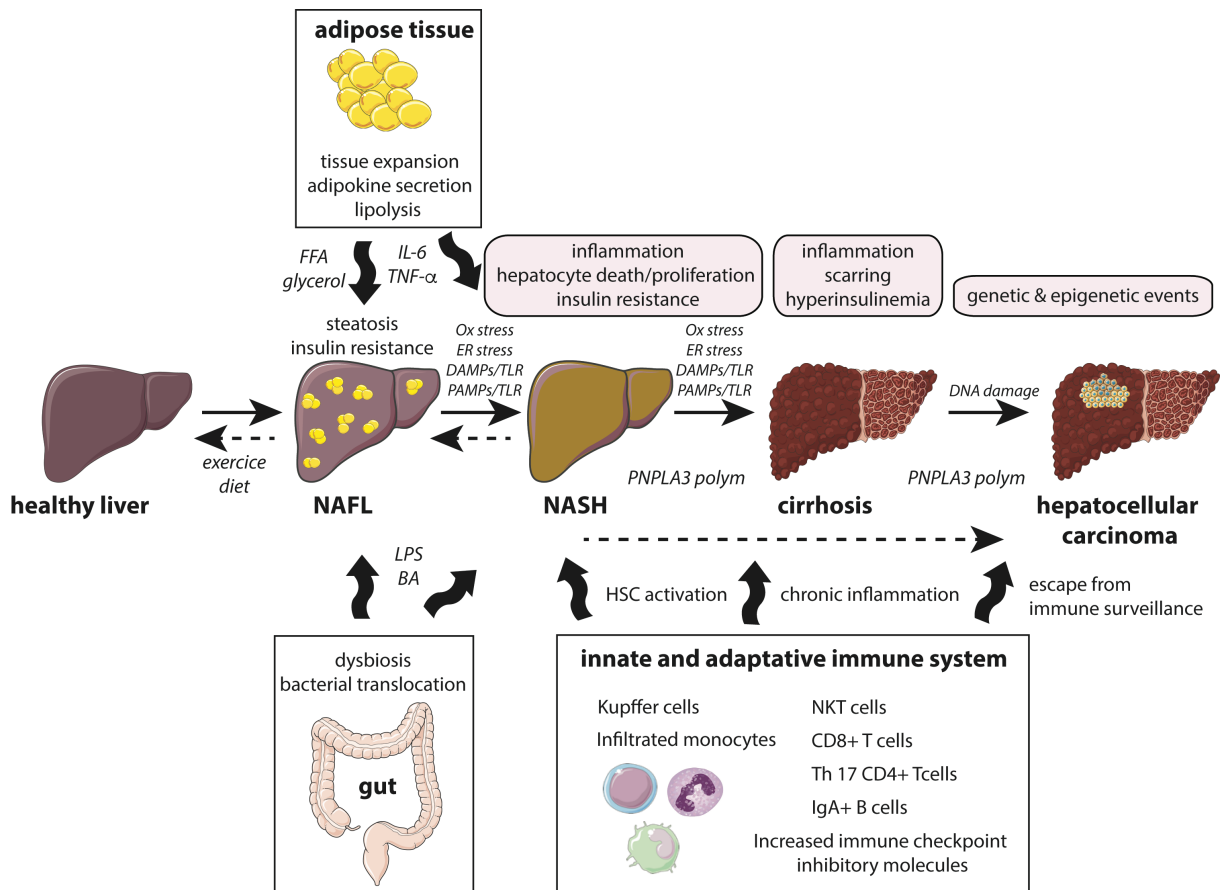 adipose tissue
tissue expansion
adipokine secretion
lipolysis
FFA
glycerol
IL-6
TNF-α
inflammation
hepatocyte death/proliferation
insulin resistance
inflammation
scarring
hyperinsulinemia
genetic & epigenetic events
steatosis
insulin resistance
Ox stress
ER stress
DAMPs/TLR
PAMPs/TLR
Ox stress
ER stress
DAMPs/TLR
PAMPs/TLR
DNA damage
exercice
diet
PNPLA3 polym
PNPLA3 polym
healthy liver
NAFL
NASH
cirrhosis
hepatocellular
carcinoma
LPS
BA
HSC activation
chronic inflammation
escape from
immune surveillance
dysbiosis
bacterial translocation
gut
innate and adaptative immune system
Kupffer cells
Infiltrated monocytes
NKT cells
CD8+ T cells
Th 17 CD4+ Tcells
IgA+ B cells
Increased immune checkpoint
inhibitory molecules